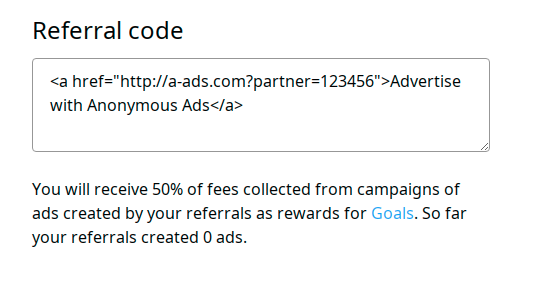 Referral code
<a href="http://a-ads.com?partner=123456">Advertise
with Anonymous Ads</a>
You will receive 50% of fees collected from campaigns of
ads created by your referrals as rewards for Goals. So far
your referrals created 0 ads.